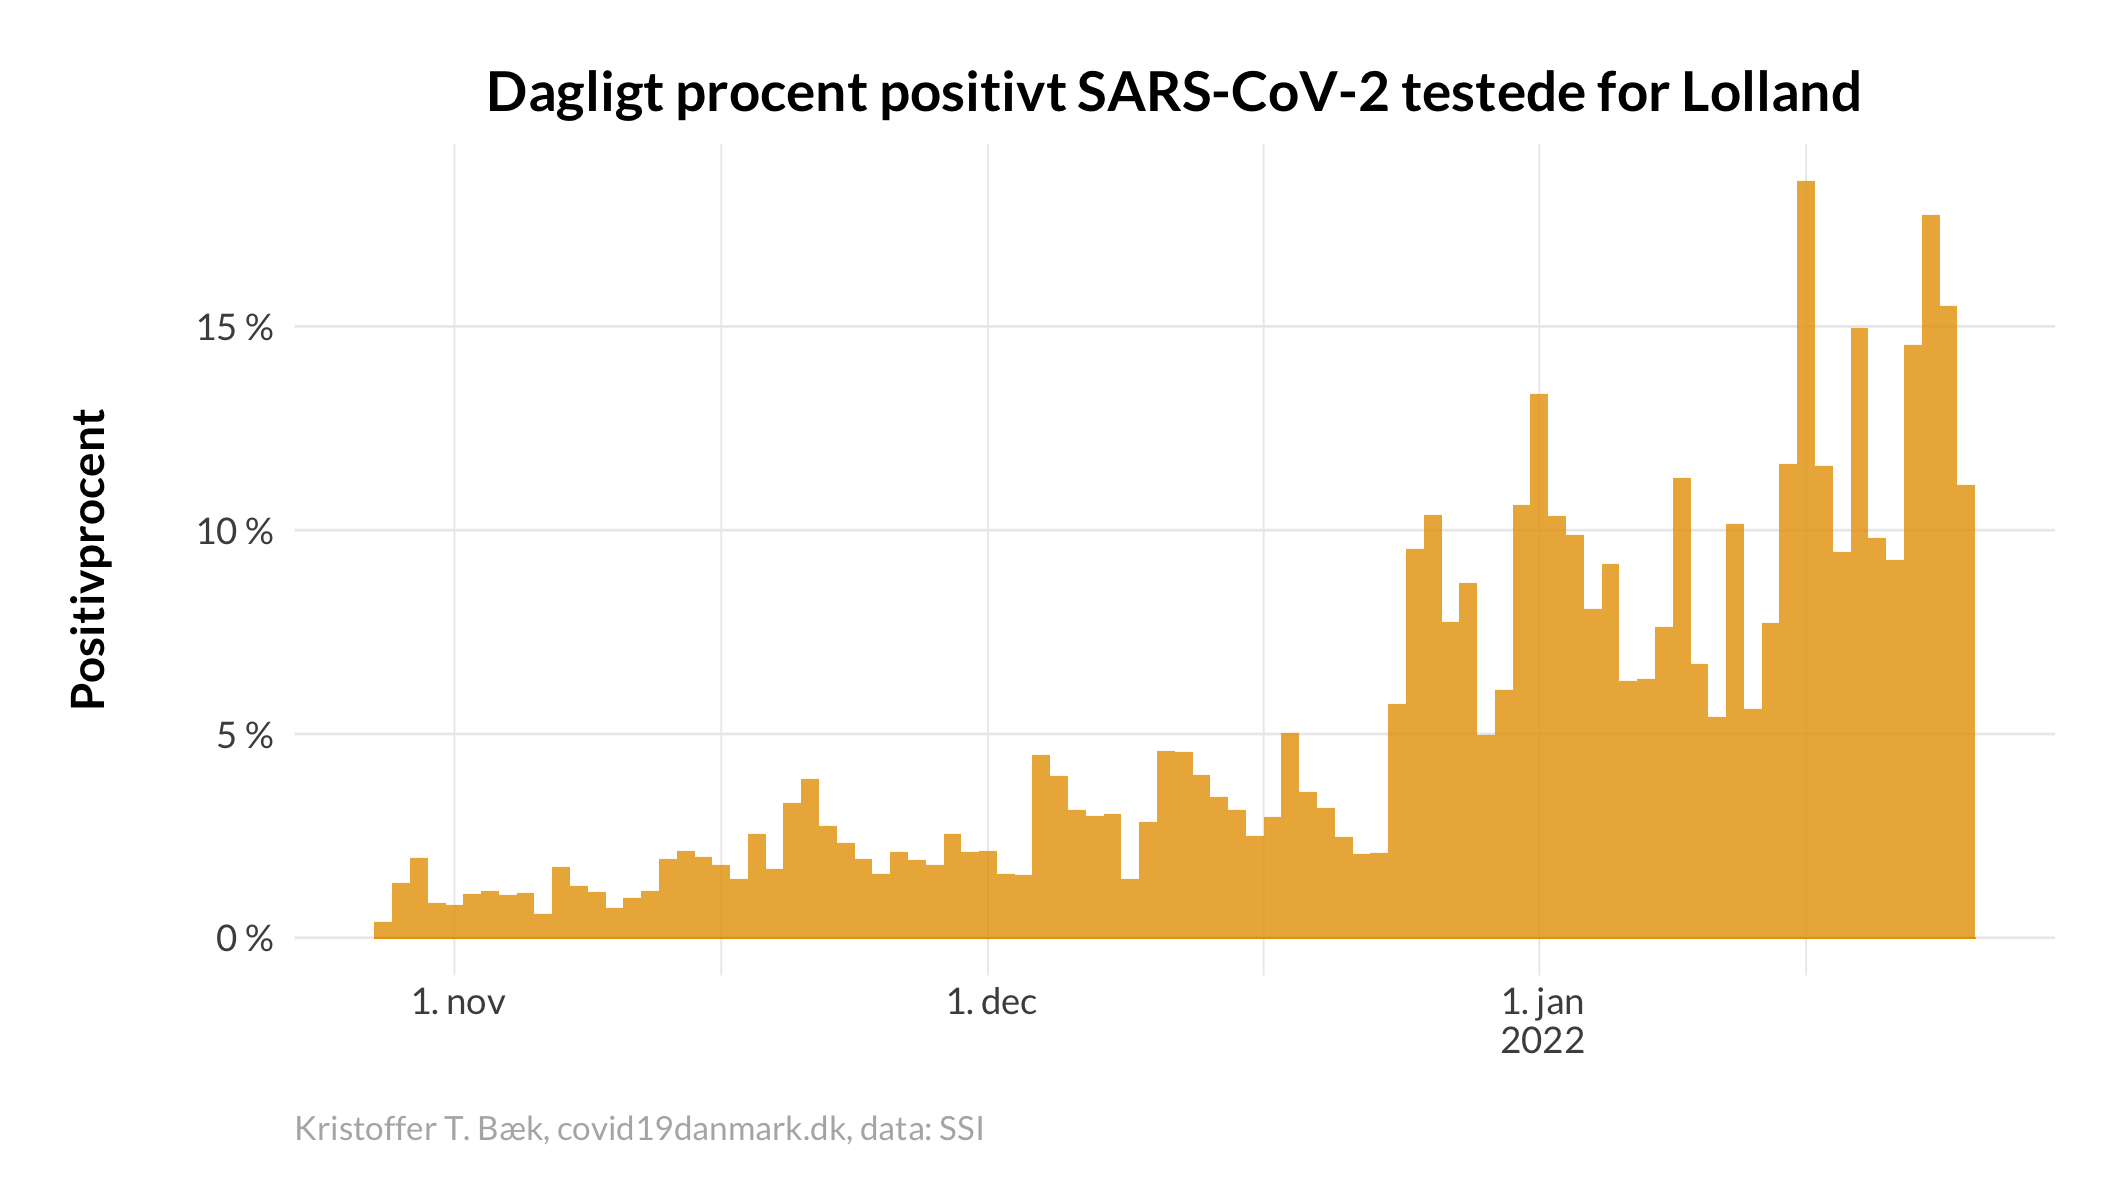 Dagligt procent positivt SARS-CoV-2 testede for Lolland
Positivprocent
15 %
10 %
5 %
0 %
1. nov
1. dec
1. jan
2022
Kristoffer T. Bæk, covid19danmark.dk, data: SSI